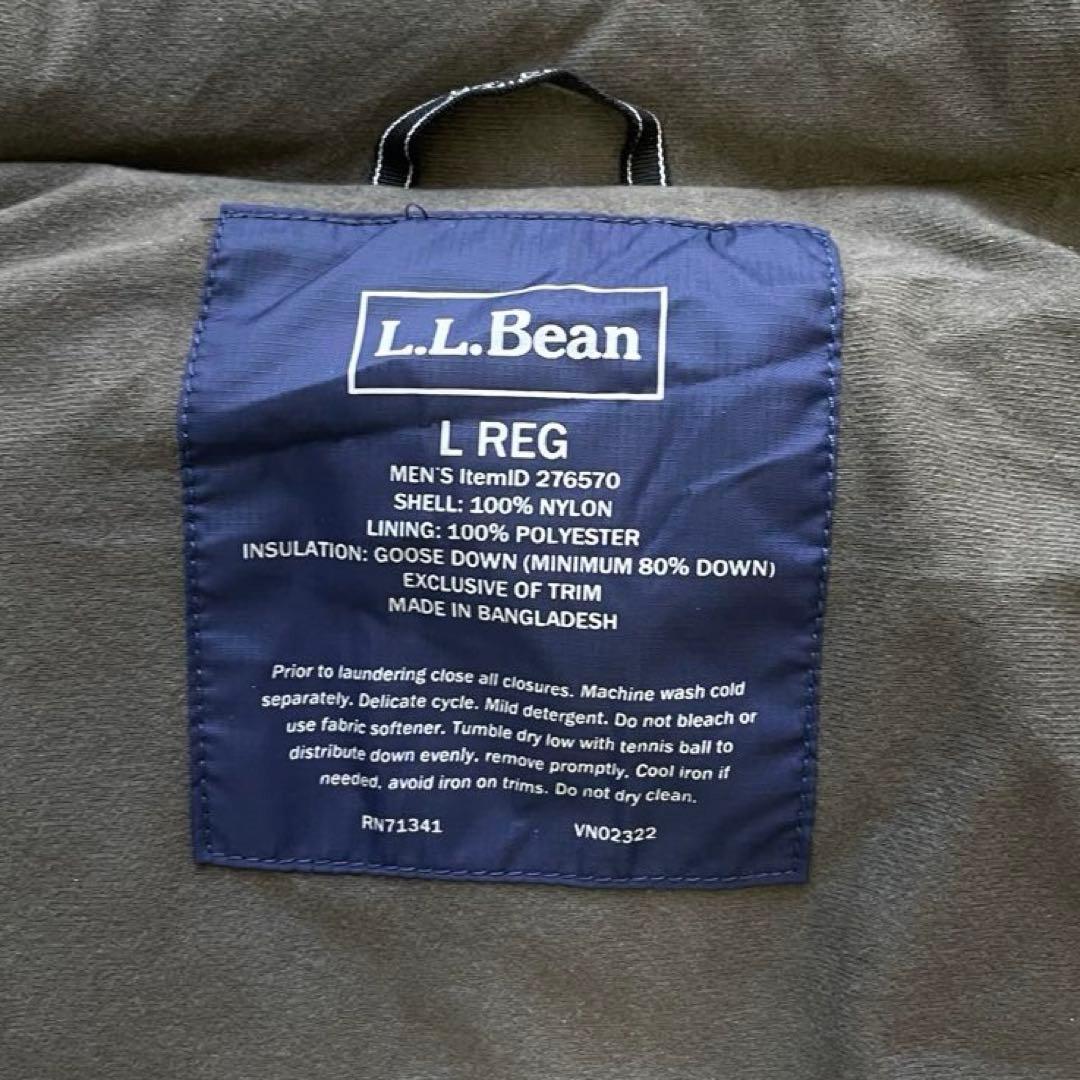 L.L.Bean
L REG
MEN'S ItemID 276570
SHELL: 100% NYLON
LINING: 100% POLYESTER
INSULATION: GOOSE DOWN (MINIMUM 80% DOWN)
EXCLUSIVE OF TRIM
MADE IN BANGLADESH
Prior to laundering close all closures. Machine wash cold
separately. Delicate cycle. Mild detergent. Do not bleach or
use fabric softener. Tumble dry low with tennis ball to
distribute down evenly, remove promptly. Cool iron if
needed, avoid iron on trims. Do not dry clean.
RN71341 VN02322